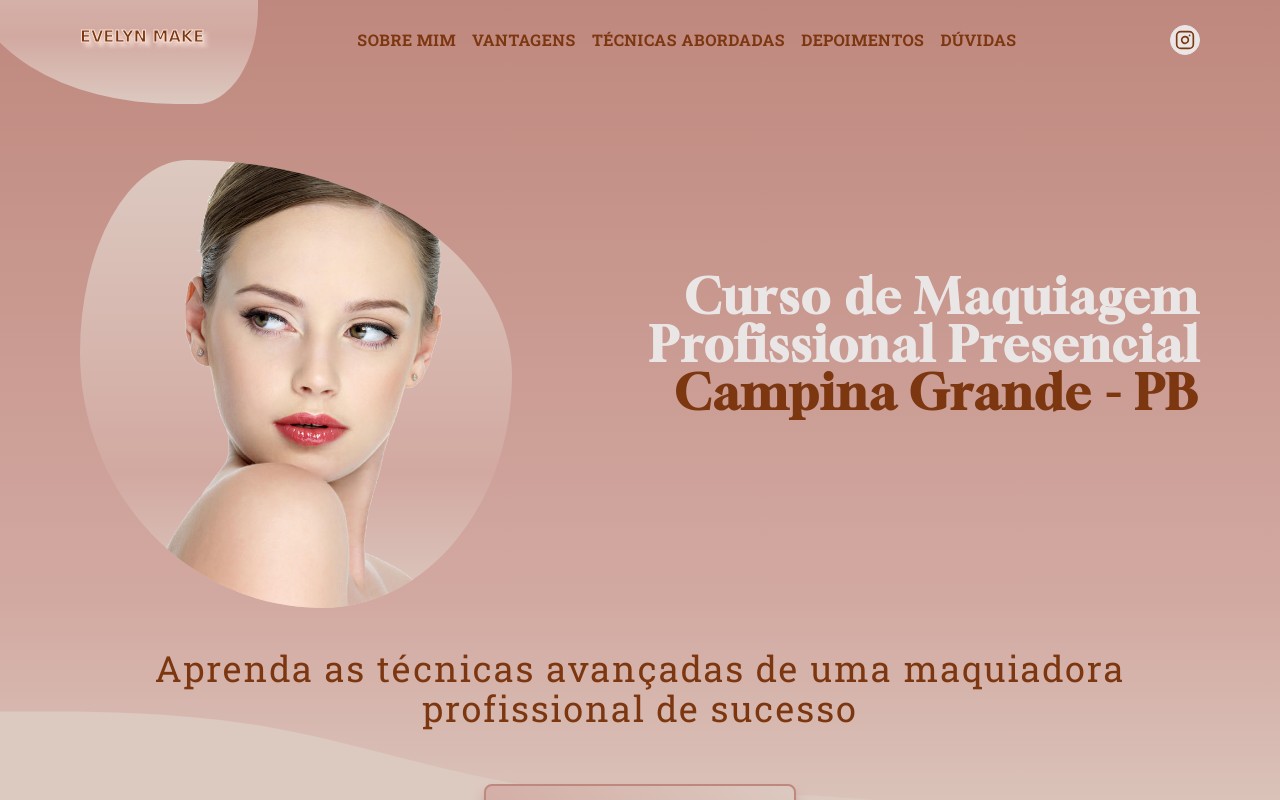 EVELYN MAKE
SOBRE MIM VANTAGENS TÉCNICAS ABORDADAS DEPOIMENTOS DÚVIDAS
Curso de Maquiagem
Profissional Presencial
Campina Grande - PB
Aprenda as técnicas avançadas de uma maquiadora
profissional de sucesso